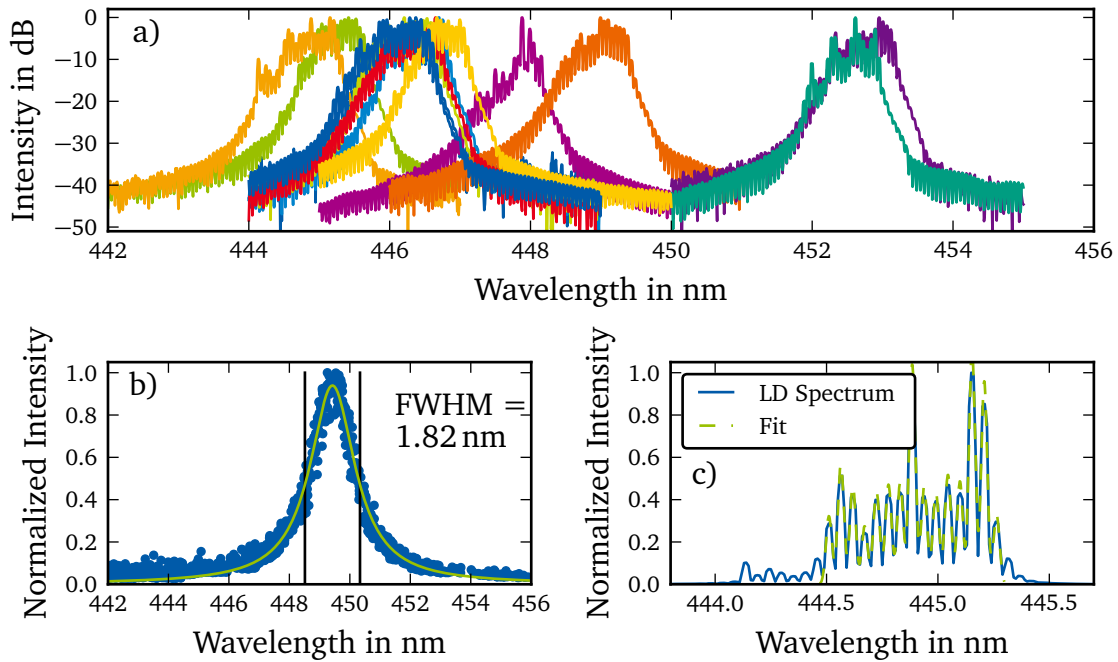 a)
Intensity in dB
0
−10
−20
−30
−40
−50
442 444 446 448 450 452 454 456
Wavelength in nm
b)
FWHM =
1.82 nm
Normalized Intensity
1.0
0.8
0.6
0.4
0.2
0.0
442 444 446 448 450 452 454 456
Wavelength in nm
LD Spectrum
Fit
c)
Normalized Intensity
1.0
0.8
0.6
0.4
0.2
0.0
444.0 444.5 445.0 445.5
Wavelength in nm